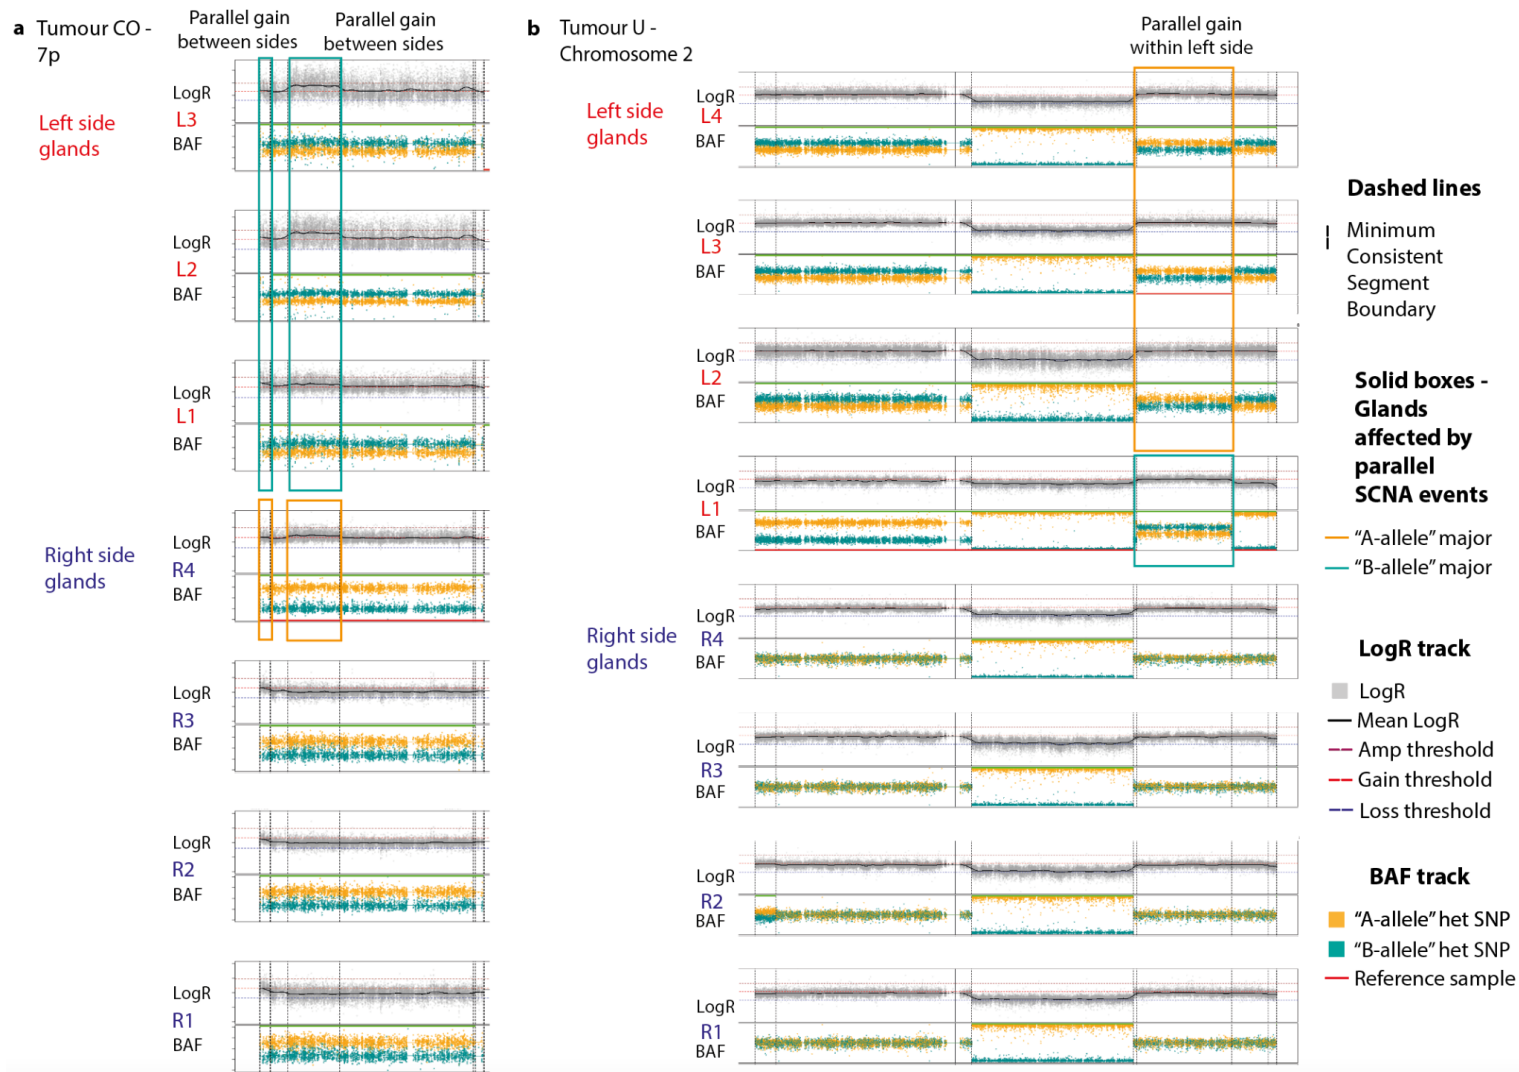 a Tumour CO -
7p
Parallel gain
between sides
Parallel gain
between sides
Left side
glands
LogR
L3
BAF
LogR
L2
BAF
LogR
L1
BAF
Right side
glands
LogR
R4
BAF
LogR
R3
BAF
LogR
R2
BAF
LogR
R1
BAF
b Tumour U -
Chromosome 2
Parallel gain
within left side
Left side
glands
LogR
L4
BAF
LogR
L3
BAF
LogR
L2
BAF
LogR
L1
BAF
Right side
glands
LogR
R4
BAF
LogR
R3
BAF
LogR
R2
BAF
LogR
R1
BAF
Dashed lines
Minimum
Consistent
Segment
Boundary
Solid boxes -
Glands
affected by
parallel
SCNA events
“A-allele” major
“B-allele” major
LogR track
LogR
Mean LogR
Amp threshold
Gain threshold
Loss threshold
BAF track
“A-allele” het SNP
“B-allele” het SNP
Reference sample